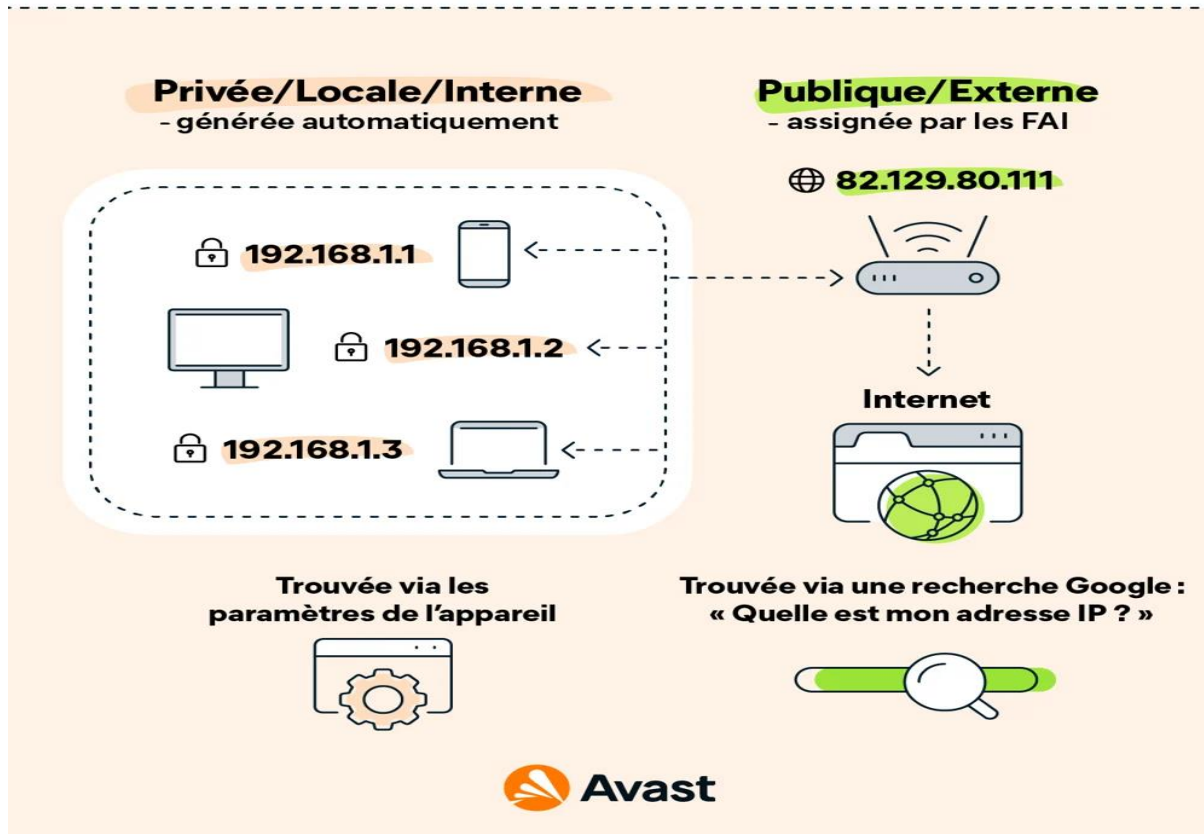 Privée/Locale/Interne
- générée automatiquement
192.168.1.1
192.168.1.2
192.168.1.3
Trouvée via les
paramètres de l’appareil
Publique/Externe
- assignée par les FAI
82.129.80.111
Internet
Trouvée via une recherche Google :
« Quelle est mon adresse IP ? »
Avast